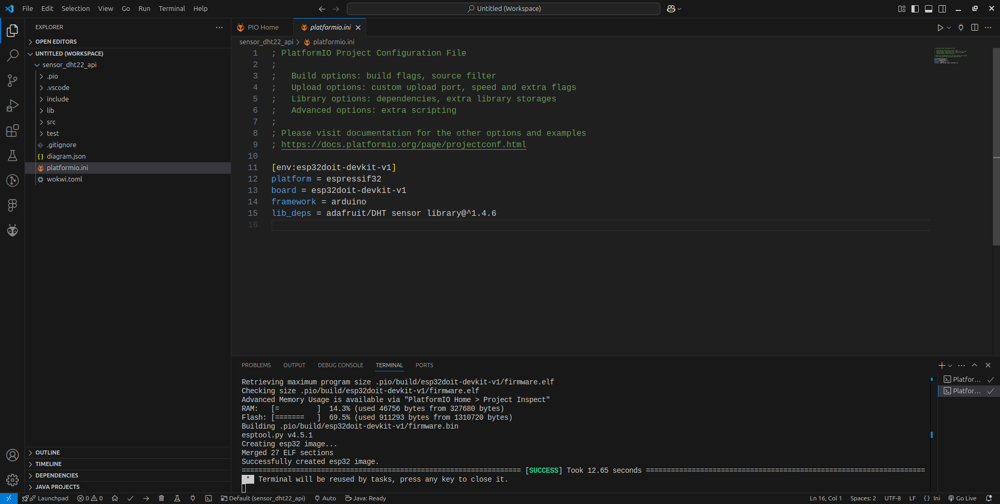 File Edit Selection View Go Run Terminal Help
Untitled (Workspace)
EXPLORER
OPEN EDITORS
UNTITLED (WORKSPACE)
sensor_dht22_api
.pio
.vscode
include
lib
src
test
.gitignore
diagram.json
platformio.ini
wokwi.toml
OUTLINE
TIMELINE
DEPENDENCIES
JAVA PROJECTS
PIO Home
platformio.ini
sensor_dht22_api > platformio.ini
1 ; PlatformIO Project Configuration File
2 ;
3 ;   Build options: build flags, source filter
4 ;   Upload options: custom upload port, speed and extra flags
5 ;   Library options: dependencies, extra library storages
6 ;   Advanced options: extra scripting
7 ;
8 ; Please visit documentation for the other options and examples
9 ; https://docs.platformio.org/page/projectconf.html
10
11 [env:esp32doit-devkit-v1]
12 platform = espressif32
13 board = esp32doit-devkit-v1
14 framework = arduino
15 lib_deps = adafruit/DHT sensor library@^1.4.6
16
PROBLEMS OUTPUT DEBUG CONSOLE TERMINAL PORTS
Retrieving maximum program size .pio/build/esp32doit-devkit-v1/firmware.elf
Checking size .pio/build/esp32doit-devkit-v1/firmware.elf
Advanced Memory Usage is available via "PlatformIO Home > Project Inspect"
RAM:   [=         ]  14.3% (used 46756 bytes from 327680 bytes)
Flash: [=======   ]  69.5% (used 911293 bytes from 1310720 bytes)
Building .pio/build/esp32doit-devkit-v1/firmware.bin
esptool.py v4.5.1
Creating esp32 image...
Merged 27 ELF sections
Successfully created esp32 image.
=================================================================== [SUCCESS] Took 12.65 seconds ===================================================================
* Terminal will be reused by tasks, press any key to close it.
Platfor...
Platfor...
Launchpad 0 0 Default (sensor_dht22_api) Auto Java: Ready
Ln 16, Col 1 Spaces: 2 UTF-8 LF { } Ini Go Live